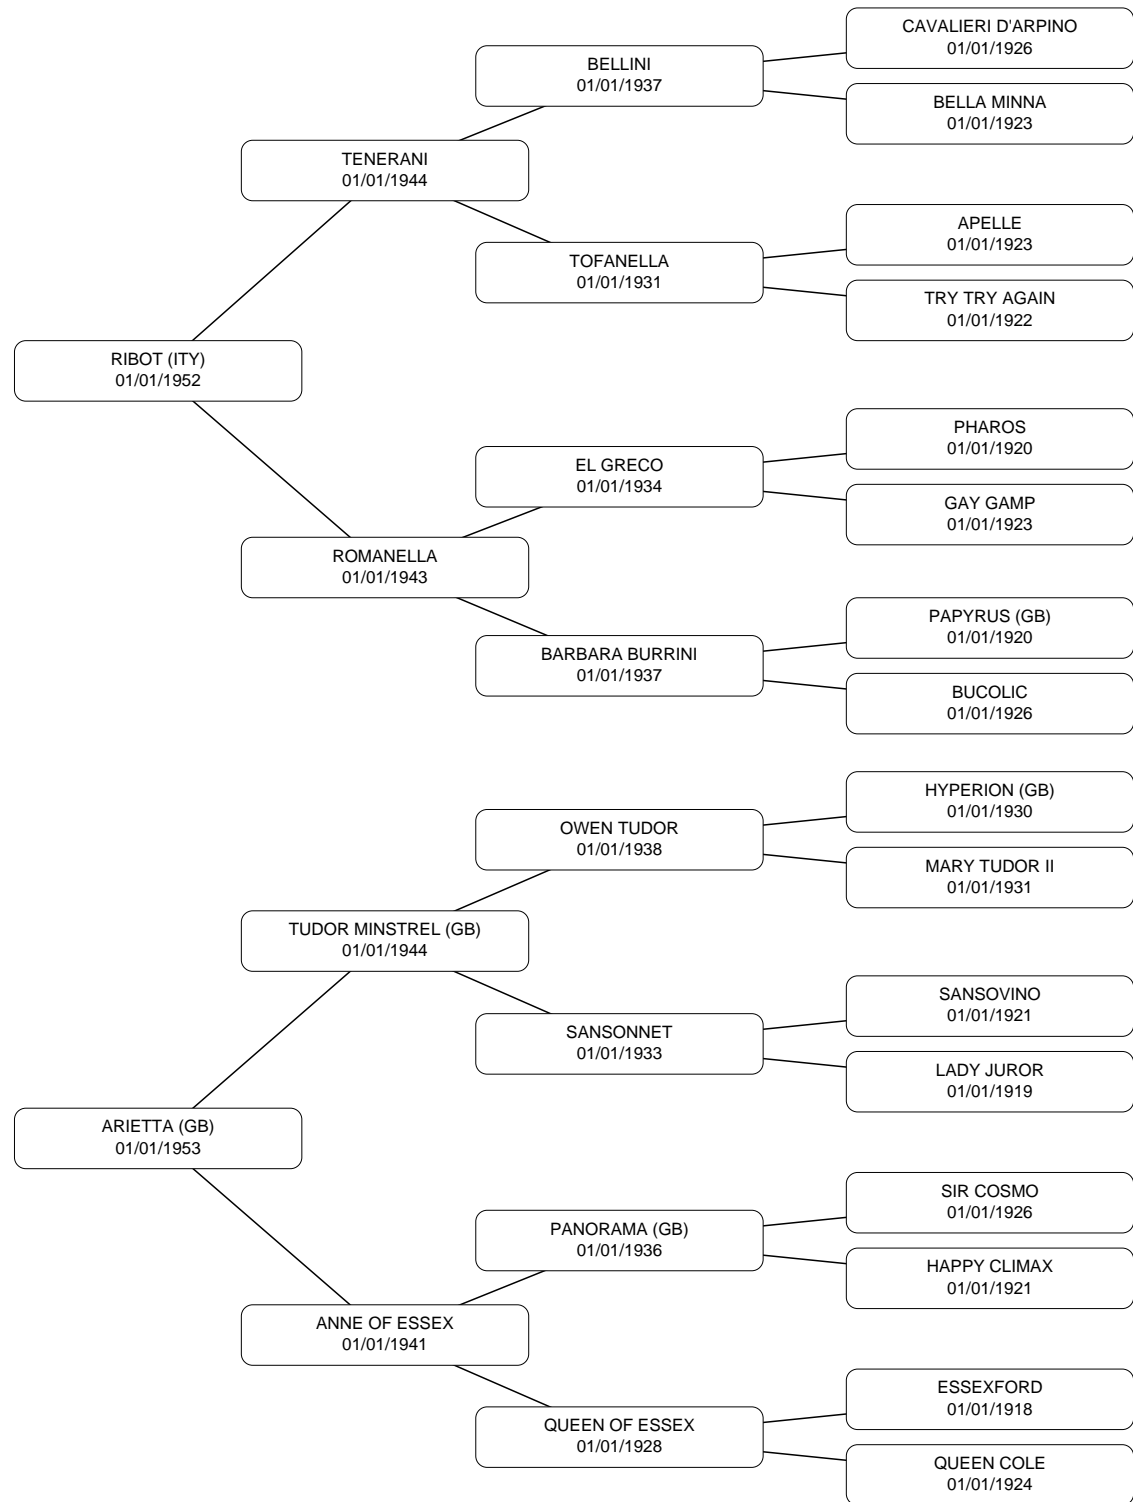 CAVALIERI D'ARPINO
01/01/1926
BELLINI
01/01/1937
BELLA MINNA
01/01/1923
TENERANI
01/01/1944
APELLE
01/01/1923
TOFANELLA
01/01/1931
TRY TRY AGAIN
01/01/1922
RIBOT (ITY)
01/01/1952
PHAROS
01/01/1920
EL GRECO
01/01/1934
GAY GAMP
01/01/1923
ROMANELLA
01/01/1943
PAPYRUS (GB)
01/01/1920
BARBARA BURRINI
01/01/1937
BUCOLIC
01/01/1926
HYPERION (GB)
01/01/1930
OWEN TUDOR
01/01/1938
MARY TUDOR II
01/01/1931
TUDOR MINSTREL (GB)
01/01/1944
SANSOVINO
01/01/1921
SANSONNET
01/01/1933
LADY JUROR
01/01/1919
ARIETTA (GB)
01/01/1953
SIR COSMO
01/01/1926
PANORAMA (GB)
01/01/1936
HAPPY CLIMAX
01/01/1921
ANNE OF ESSEX
01/01/1941
ESSEXFORD
01/01/1918
QUEEN OF ESSEX
01/01/1928
QUEEN COLE
01/01/1924